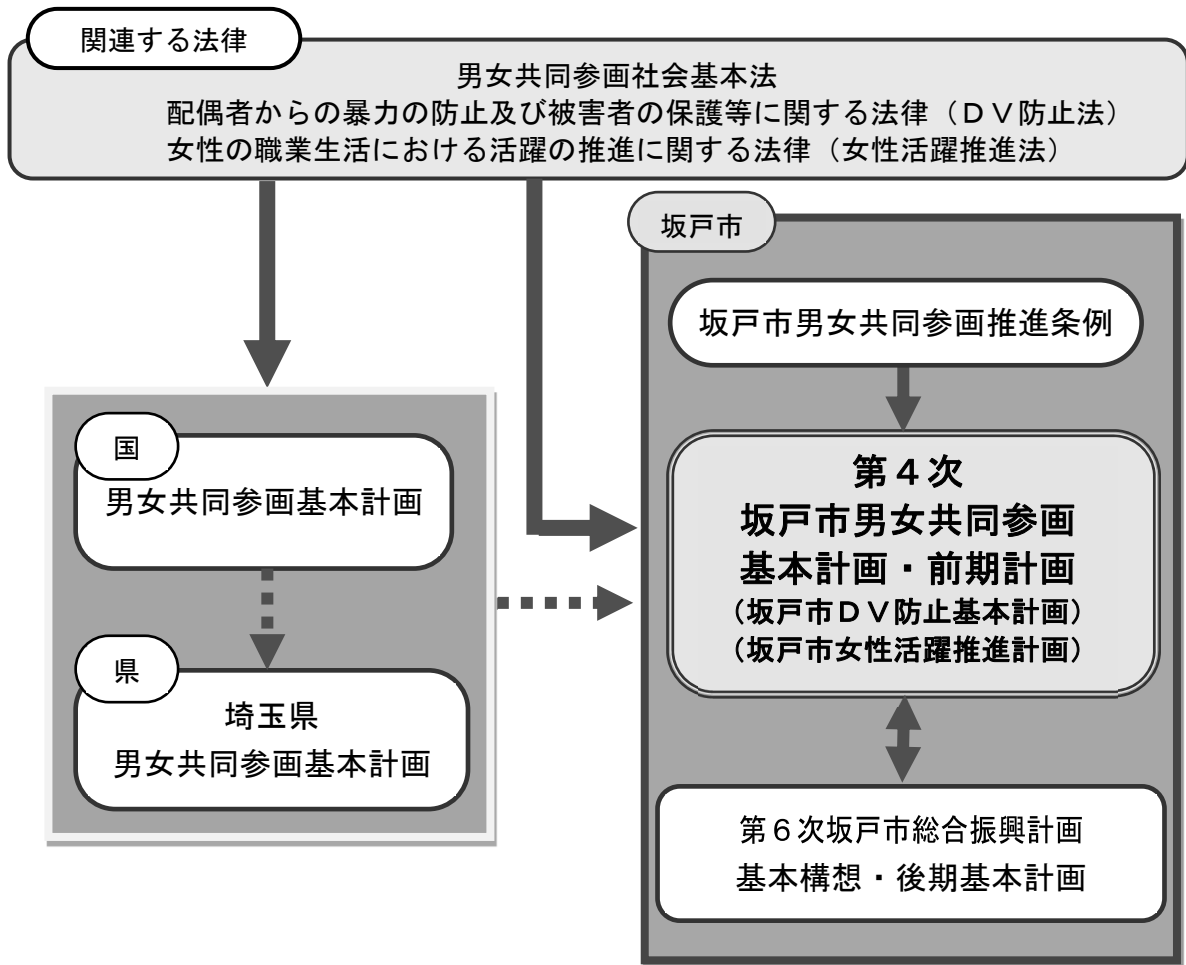 関連する法律
男女共同参画社会基本法
配偶者からの暴力の防止及び被害者の保護等に関する法律（ＤＶ防止法）
女性の職業生活における活躍の推進に関する法律（女性活躍推進法）
国
男女共同参画基本計画
県
埼玉県
男女共同参画基本計画
坂戸市
坂戸市男女共同参画推進条例
第４次
坂戸市男女共同参画
基本計画・前期計画
（坂戸市ＤＶ防止基本計画）
（坂戸市女性活躍推進計画）
第６次坂戸市総合振興計画
基本構想・後期基本計画